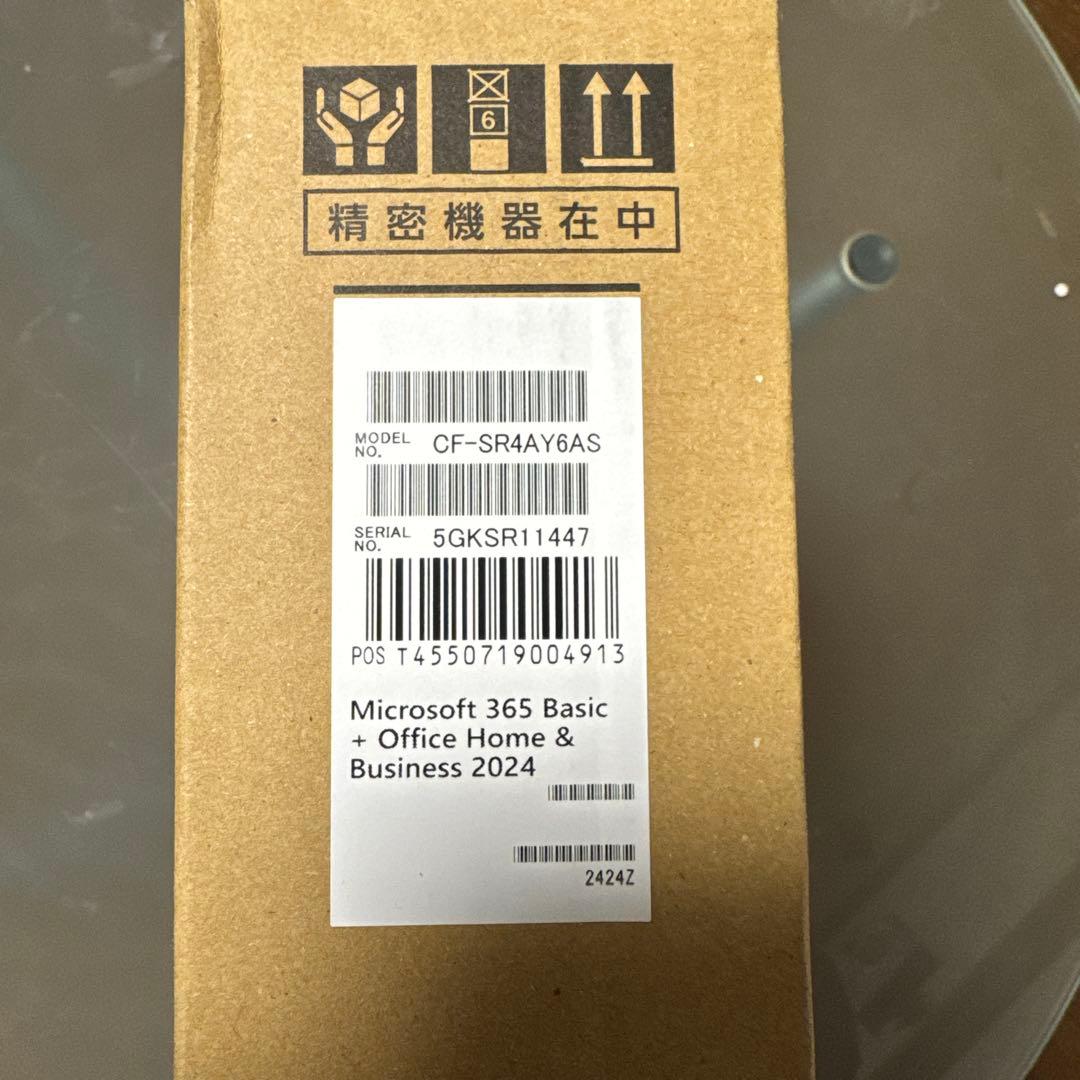 6
精密機器在中
MODEL NO. CF-SR4AY6AS
SERIAL NO. 5GKSR11447
POS T4550719004913
Microsoft 365 Basic
+ Office Home &
Business 2024
2424Z